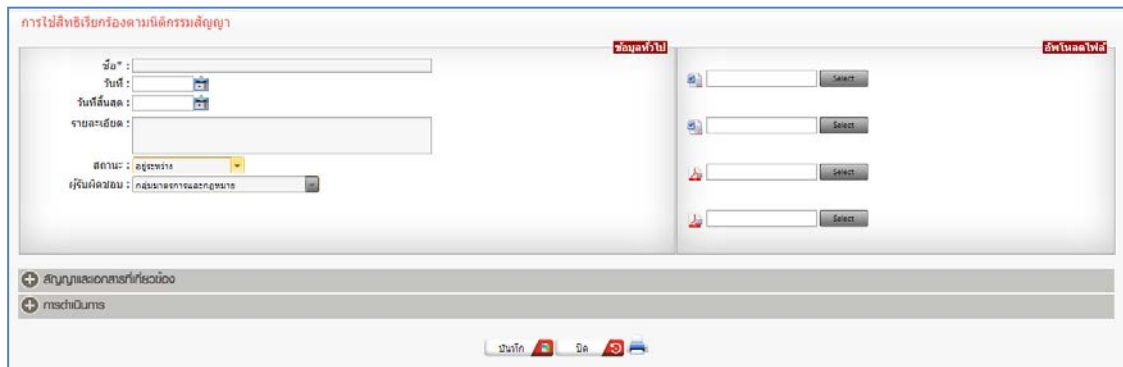 การใช้สิทธิเรียกร้องตามนิติกรรมสัญญา
ข้อมูลทั่วไป
ชื่อ* :
วันที่ :
วันที่สิ้นสุด :
รายละเอียด :
สถานะ : อยู่ระหว่าง
ผู้รับผิดชอบ : กลุ่มมาตรการและกฎหมาย
อัพโหลดไฟล์
Select
Select
Select
Select
สัญญาและเอกสารที่เกี่ยวข้อง
การดำเนินการ
บันทึก ปิด